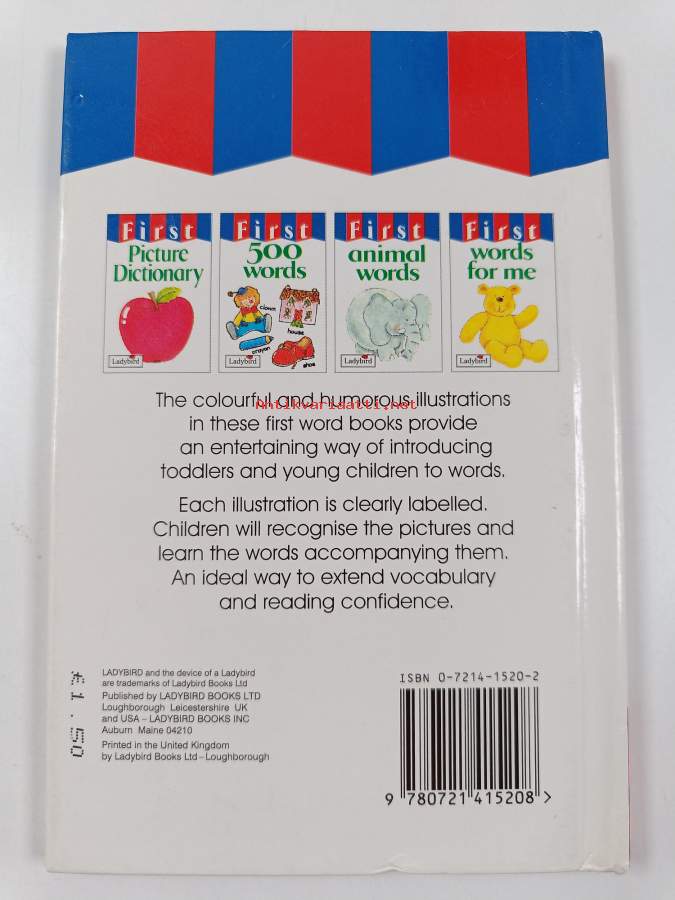 First
Picture
Dictionary
Ladybird
First
500
words
clown
house
crayon
shoe
Ladybird
First
animal
words
Ladybird
First
words
for me
Ladybird
The colourful and humorous illustrations
Antikvariaatti.net
in these first word books provide
an entertaining way of introducing
toddlers and young children to words.
Each illustration is clearly labelled.
Children will recognise the pictures and
learn the words accompanying them.
An ideal way to extend vocabulary
and reading confidence.
€1.50
LADYBIRD and the device of a Ladybird
are trademarks of Ladybird Books Ltd
Published by LADYBIRD BOOKS LTD
Loughborough Leicestershire UK
and USA – LADYBIRD BOOKS INC
Auburn Maine 04210
Printed in the United Kingdom
by Ladybird Books Ltd – Loughborough
ISBN 0-7214-1520-2
9 780721 415208 >